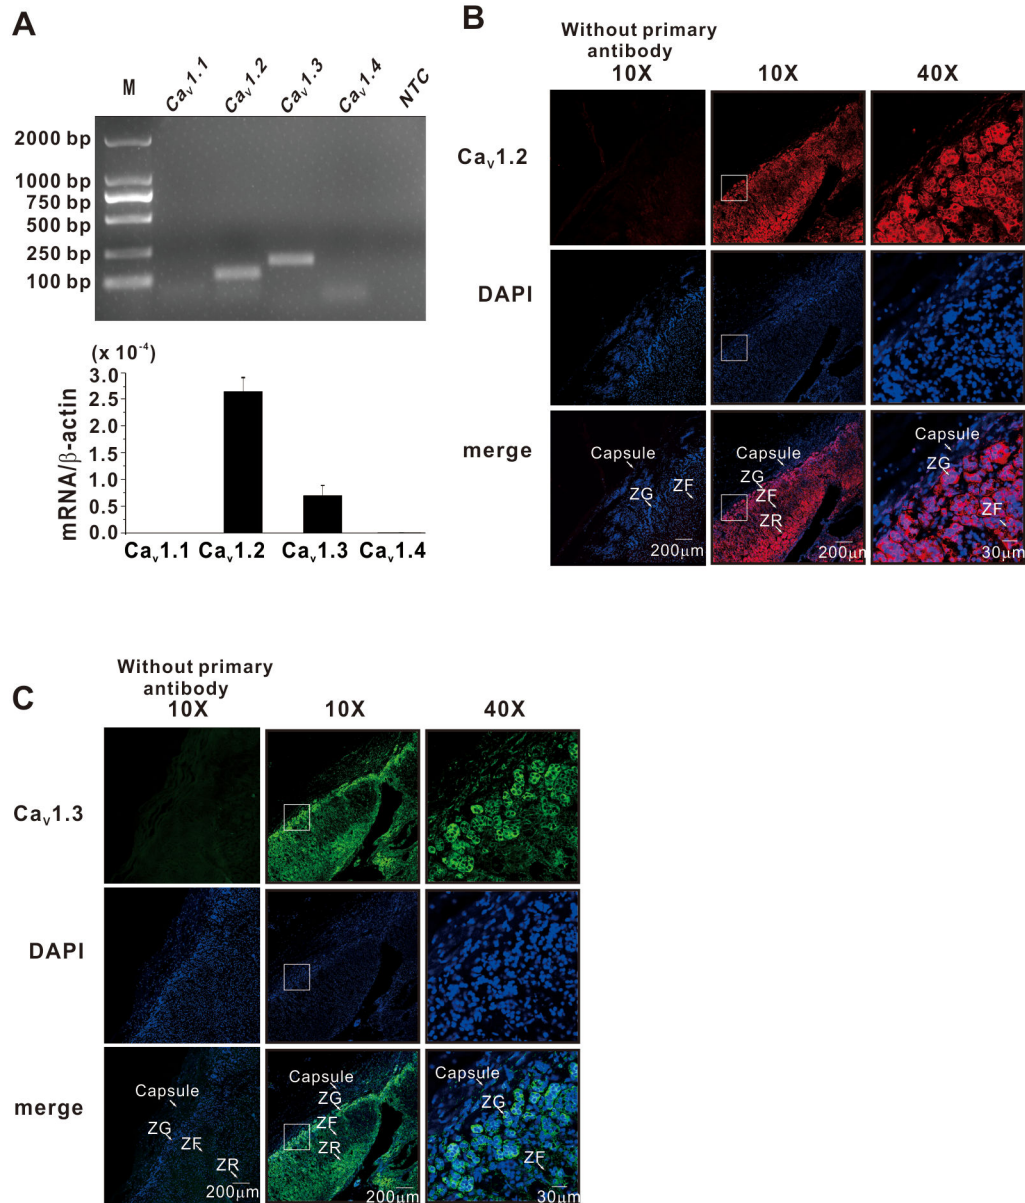 A
M
Caᵥ1.1
Caᵥ1.2
Caᵥ1.3
Caᵥ1.4
NTC
2000 bp
1000 bp
750 bp
500 bp
250 bp
100 bp
(x 10⁻⁴)
mRNA/β-actin
3.0
2.5
2.0
1.5
1.0
0.5
0.0
Caᵥ1.1 Caᵥ1.2 Caᵥ1.3 Caᵥ1.4
B
Without primary
antibody
10X 10X 40X
Caᵥ1.2
DAPI
merge
Capsule
ZG
ZF
200μm
Capsule
ZG
ZF
ZR
200μm
Capsule
ZG
ZF
30μm
C
Without primary
antibody
10X 10X 40X
Caᵥ1.3
DAPI
merge
Capsule
ZG
ZF
ZR
200μm
Capsule
ZG
ZF
ZR
200μm
Capsule
ZG
ZF
30μm